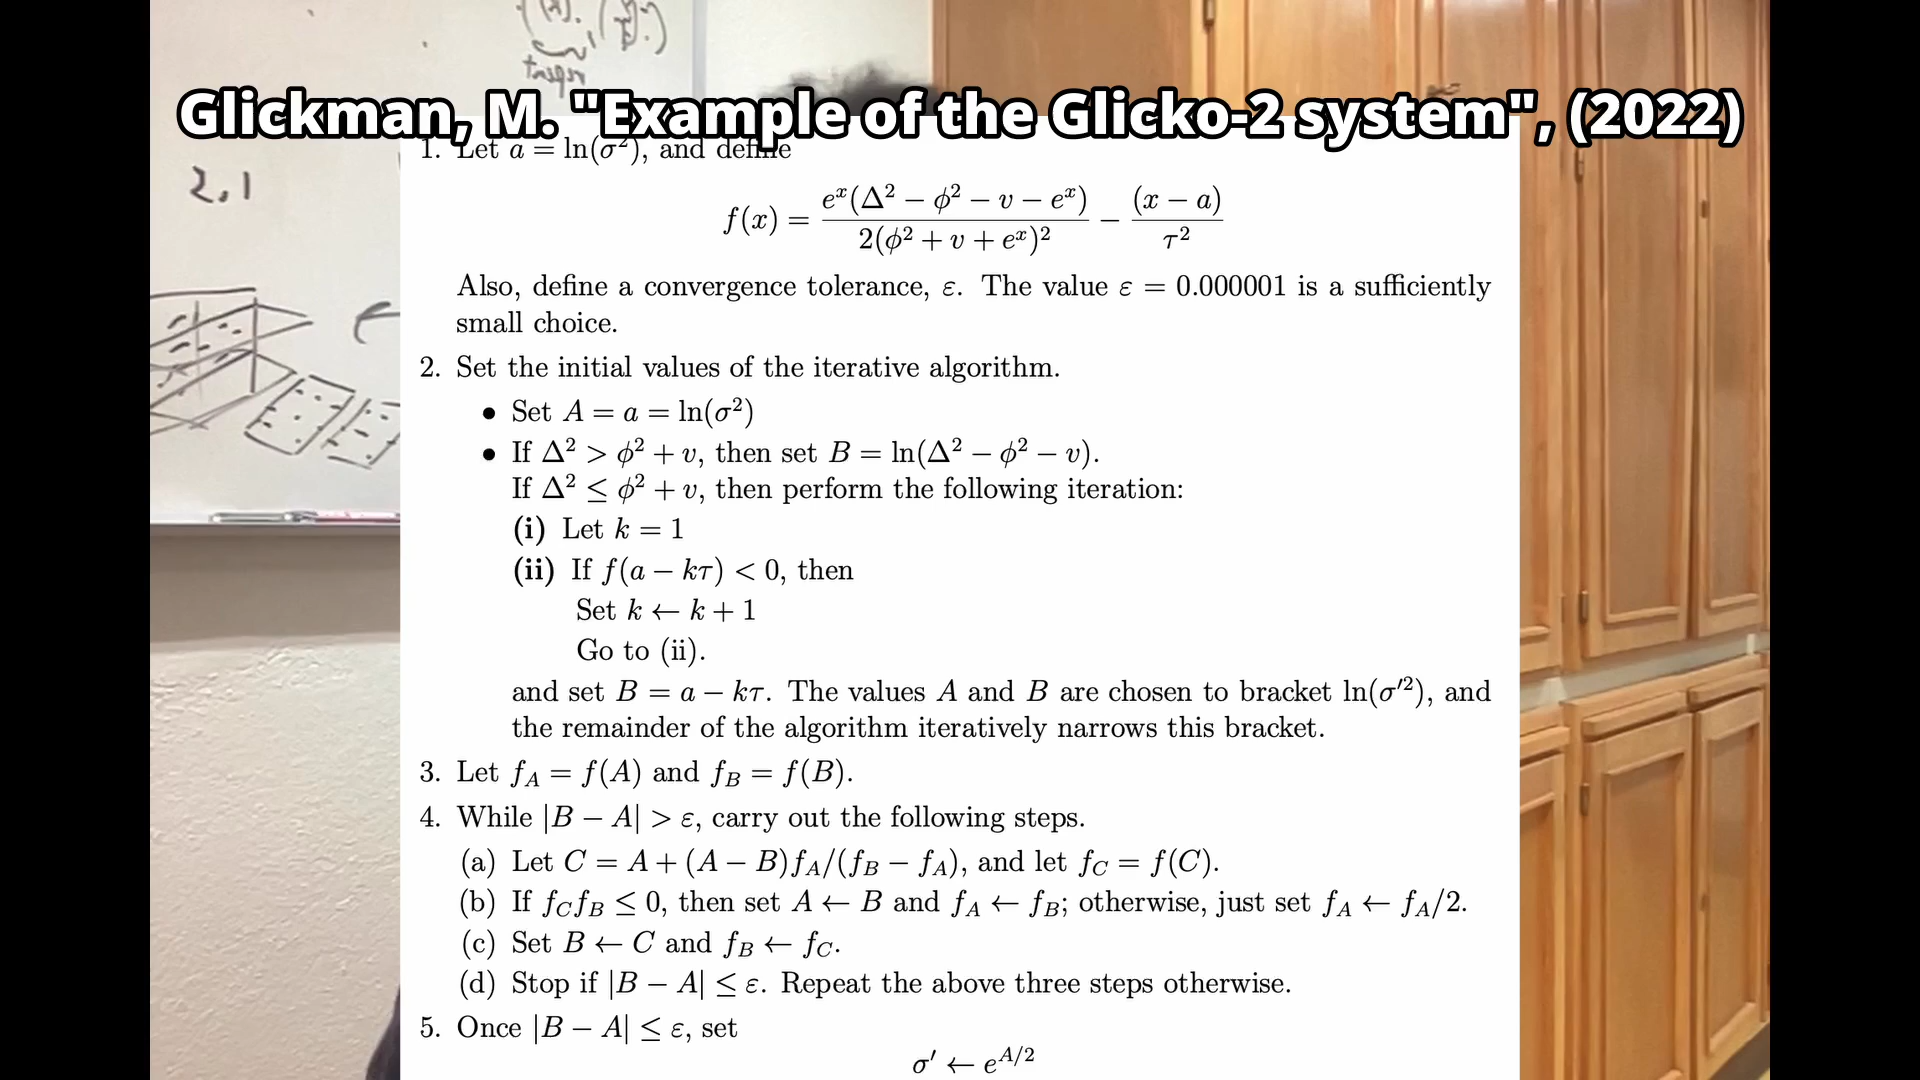 Glickman, M. "Example of the Glicko-2 system", (2022)
1. Let a = ln(σ²), and define
f(x) = eˣ(Δ² − ϕ² − v − eˣ) / 2(ϕ² + v + eˣ)² − (x − a) / τ²
Also, define a convergence tolerance, ε. The value ε = 0.000001 is a sufficiently
small choice.
2. Set the initial values of the iterative algorithm.
• Set A = a = ln(σ²)
• If Δ² > ϕ² + v, then set B = ln(Δ² − ϕ² − v).
If Δ² ≤ ϕ² + v, then perform the following iteration:
(i) Let k = 1
(ii) If f(a − kτ) < 0, then
Set k ← k + 1
Go to (ii).
and set B = a − kτ. The values A and B are chosen to bracket ln(σ′²), and
the remainder of the algorithm iteratively narrows this bracket.
3. Let f_A = f(A) and f_B = f(B).
4. While |B − A| > ε, carry out the following steps.
(a) Let C = A + (A − B)f_A/(f_B − f_A), and let f_C = f(C).
(b) If f_C f_B ≤ 0, then set A ← B and f_A ← f_B; otherwise, just set f_A ← f_A/2.
(c) Set B ← C and f_B ← f_C.
(d) Stop if |B − A| ≤ ε. Repeat the above three steps otherwise.
5. Once |B − A| ≤ ε, set
σ′ ← e^(A/2)
2,1